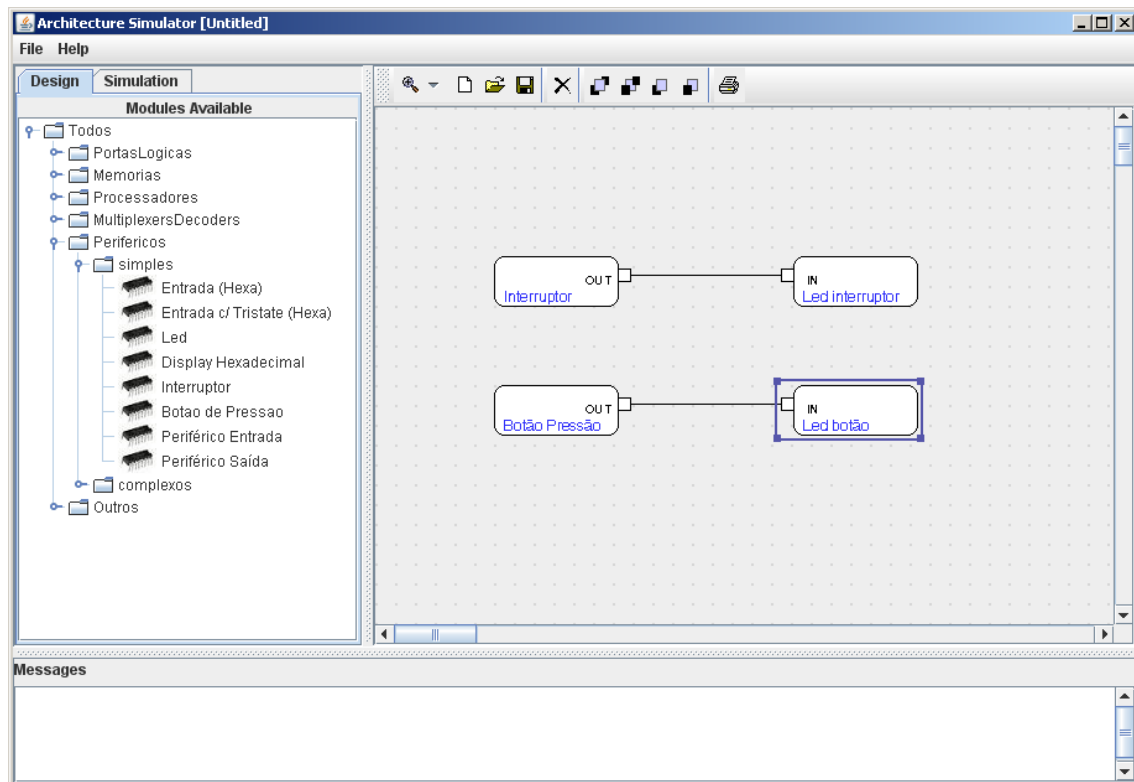 Architecture Simulator [Untitled]
File Help
Design Simulation
Modules Available
Todos
PortasLogicas
Memorias
Processadores
MultiplexersDecoders
Perifericos
simples
Entrada (Hexa)
Entrada c/ Tristate (Hexa)
Led
Display Hexadecimal
Interruptor
Botao de Pressao
Periférico Entrada
Periférico Saída
complexos
Outros
OUT
Interruptor
IN
Led interruptor
OUT
Botão Pressão
IN
Led botão
Messages